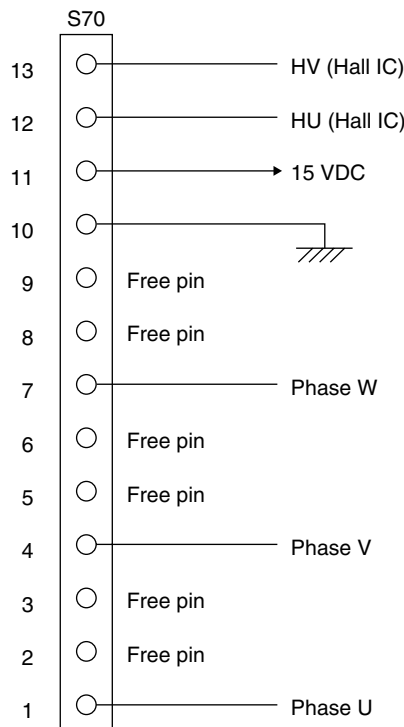 S70
13 HV (Hall IC)
12 HU (Hall IC)
11 15 VDC
10
9 Free pin
8 Free pin
7 Phase W
6 Free pin
5 Free pin
4 Phase V
3 Free pin
2 Free pin
1 Phase U